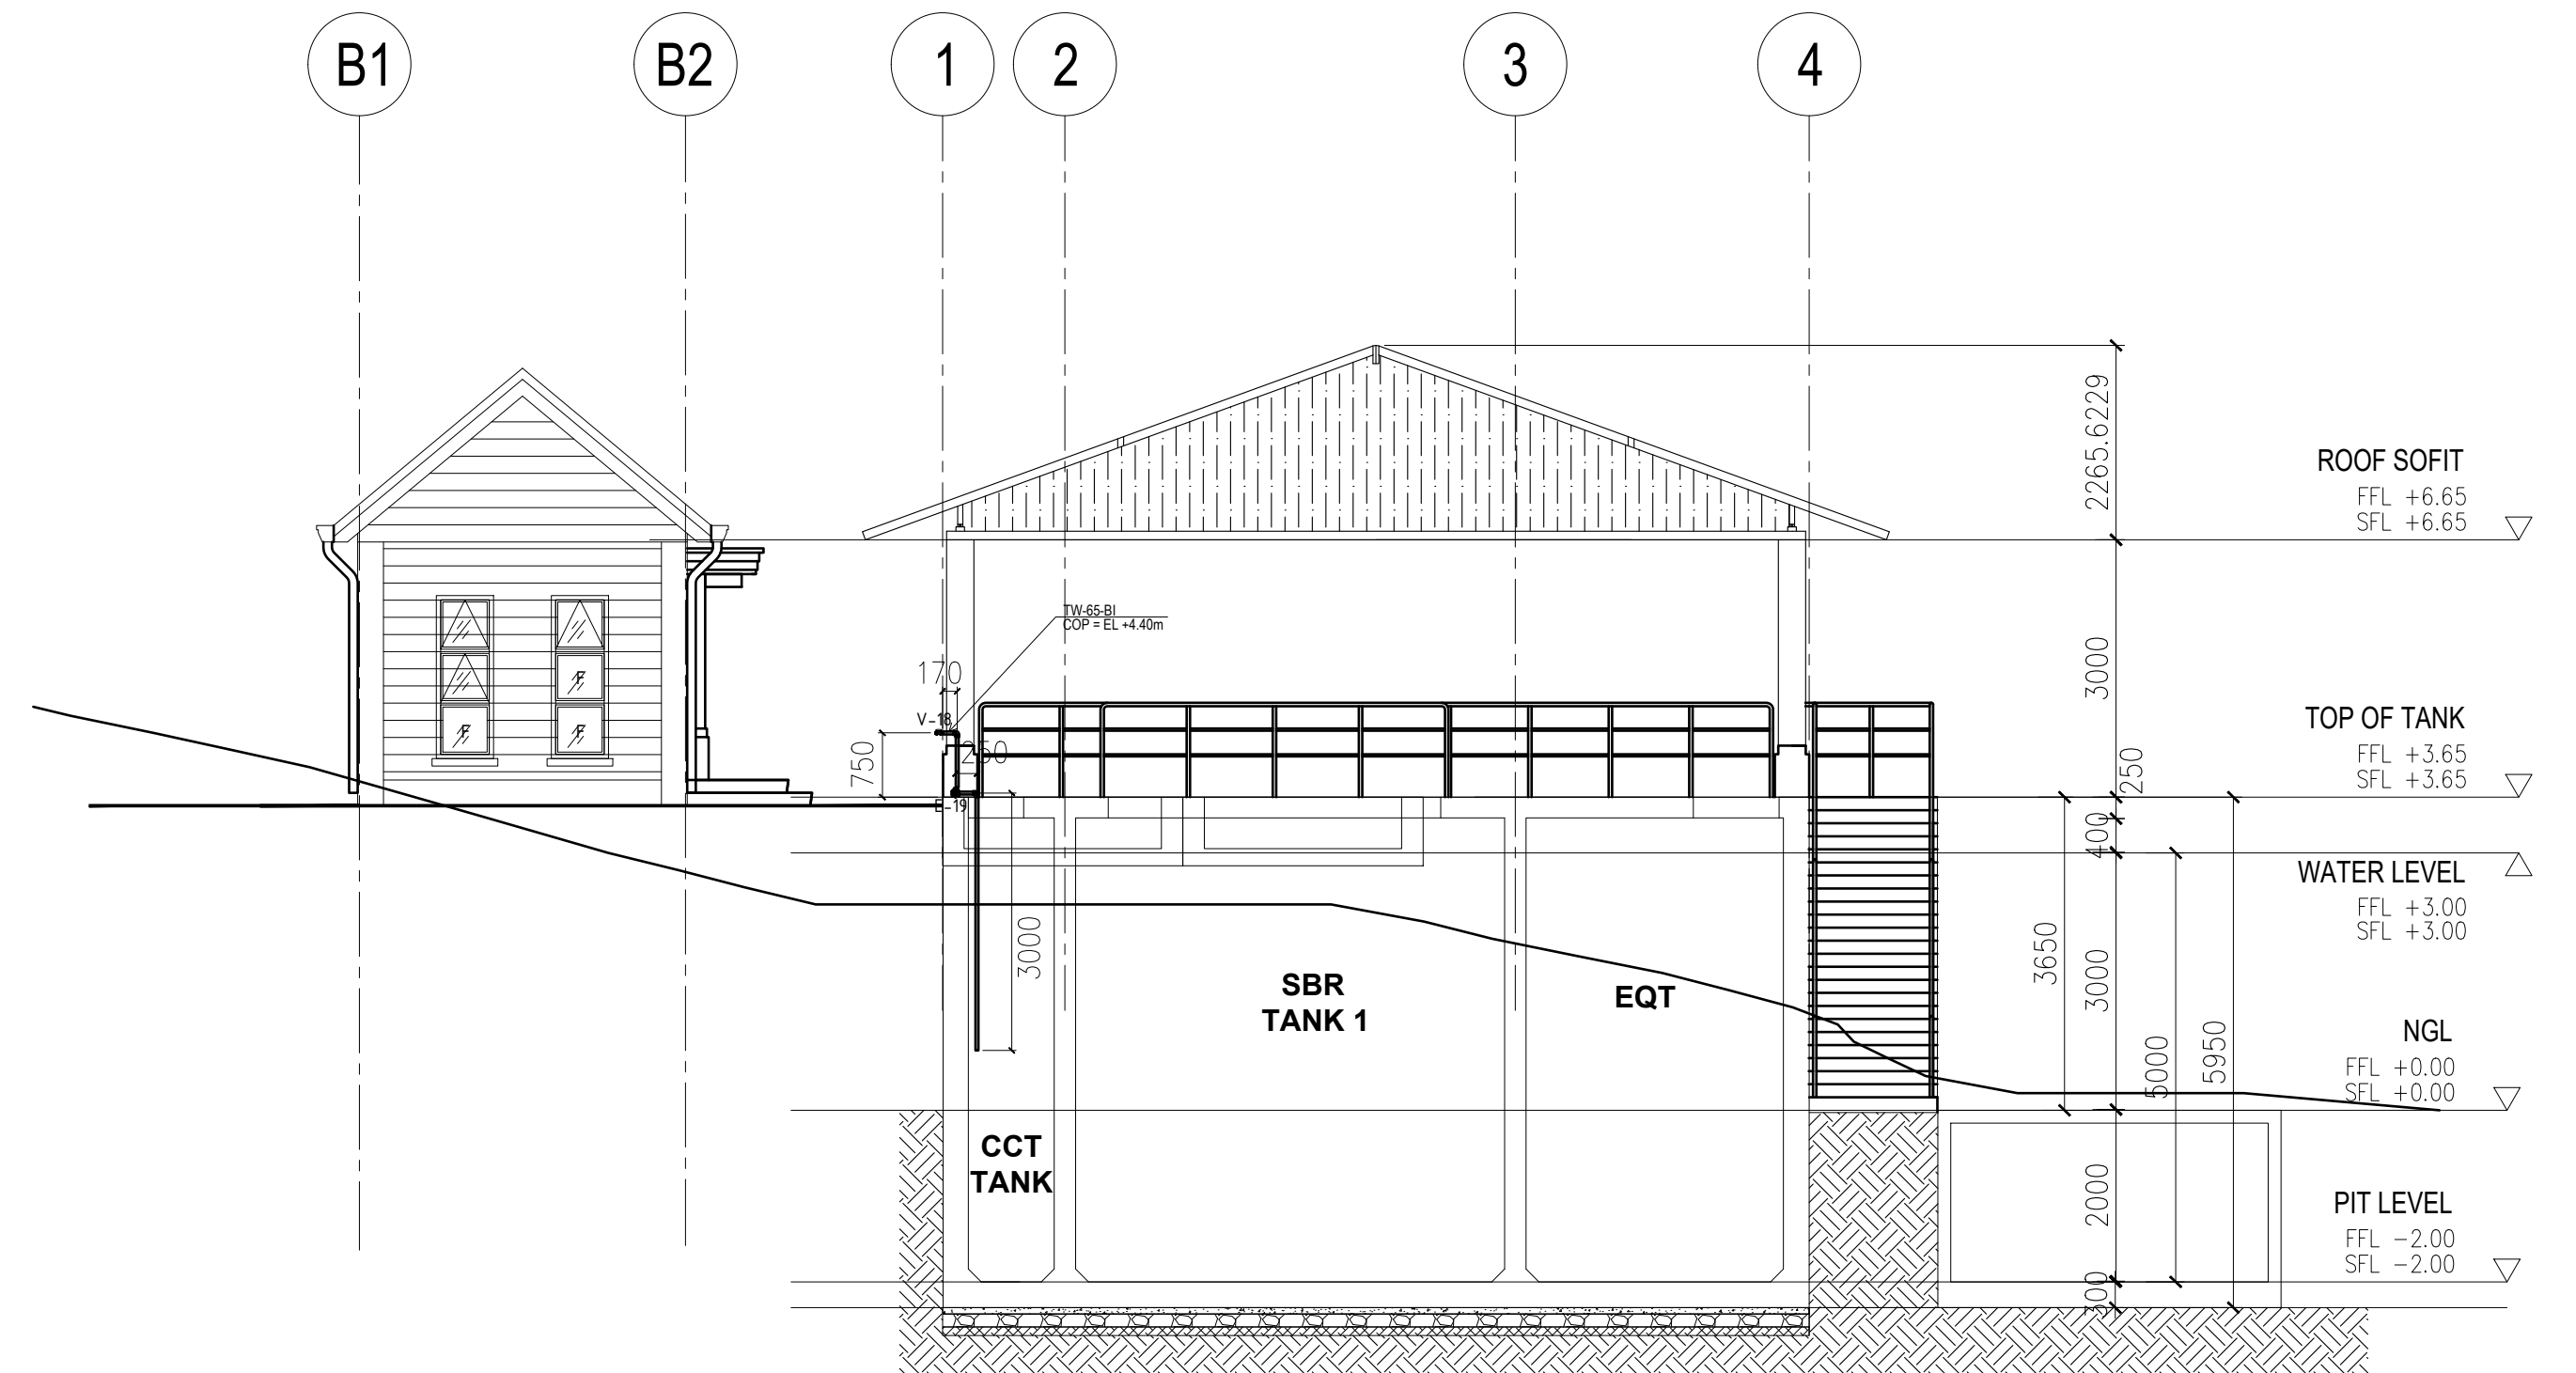 B1
B2
1
2
3
4
2265.6229
ROOF SOFIT
FFL +6.65
SFL +6.65
TW-65-BI
COP = EL +4.40m
3000
170
V-18
TOP OF TANK
FFL +3.65
SFL +3.65
750
250
250
F
F
F
E-19
400
WATER LEVEL
FFL +3.00
SFL +3.00
3000
3650
3000
SBR
TANK 1
EQT
NGL
FFL +0.00
SFL +0.00
5000
5950
CCT
TANK
2000
PIT LEVEL
FFL -2.00
SFL -2.00
300